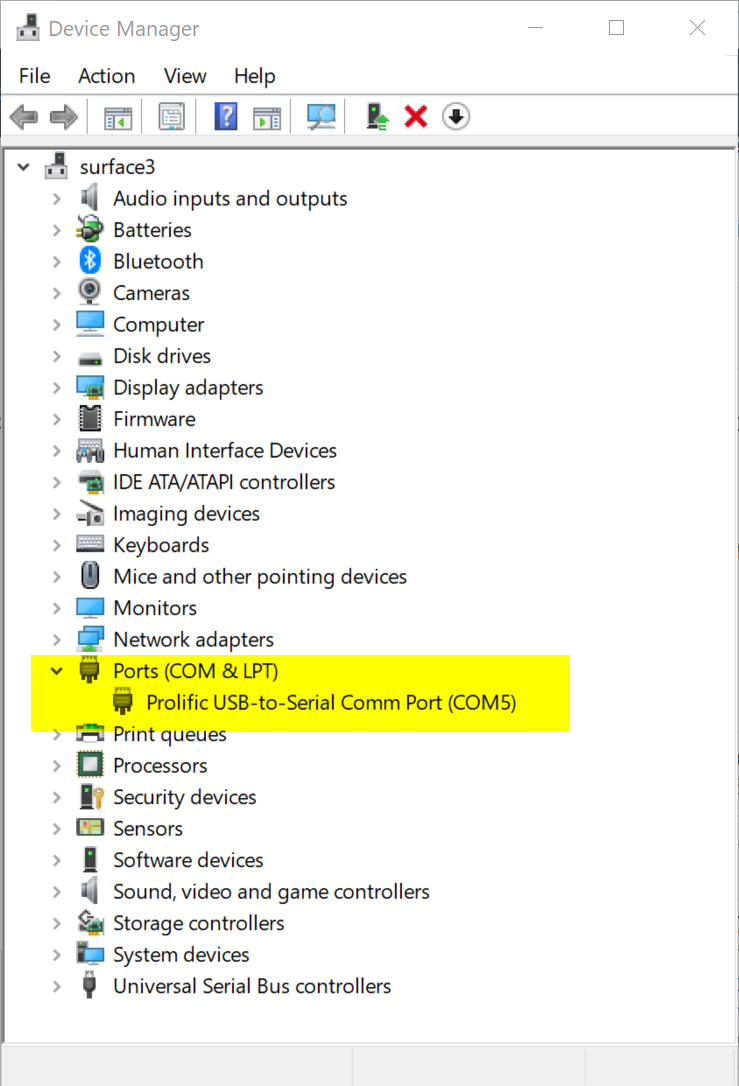 Device Manager
File Action View Help
surface3
Audio inputs and outputs
Batteries
Bluetooth
Cameras
Computer
Disk drives
Display adapters
Firmware
Human Interface Devices
IDE ATA/ATAPI controllers
Imaging devices
Keyboards
Mice and other pointing devices
Monitors
Network adapters
Ports (COM & LPT)
Prolific USB-to-Serial Comm Port (COM5)
Print queues
Processors
Security devices
Sensors
Software devices
Sound, video and game controllers
Storage controllers
System devices
Universal Serial Bus controllers